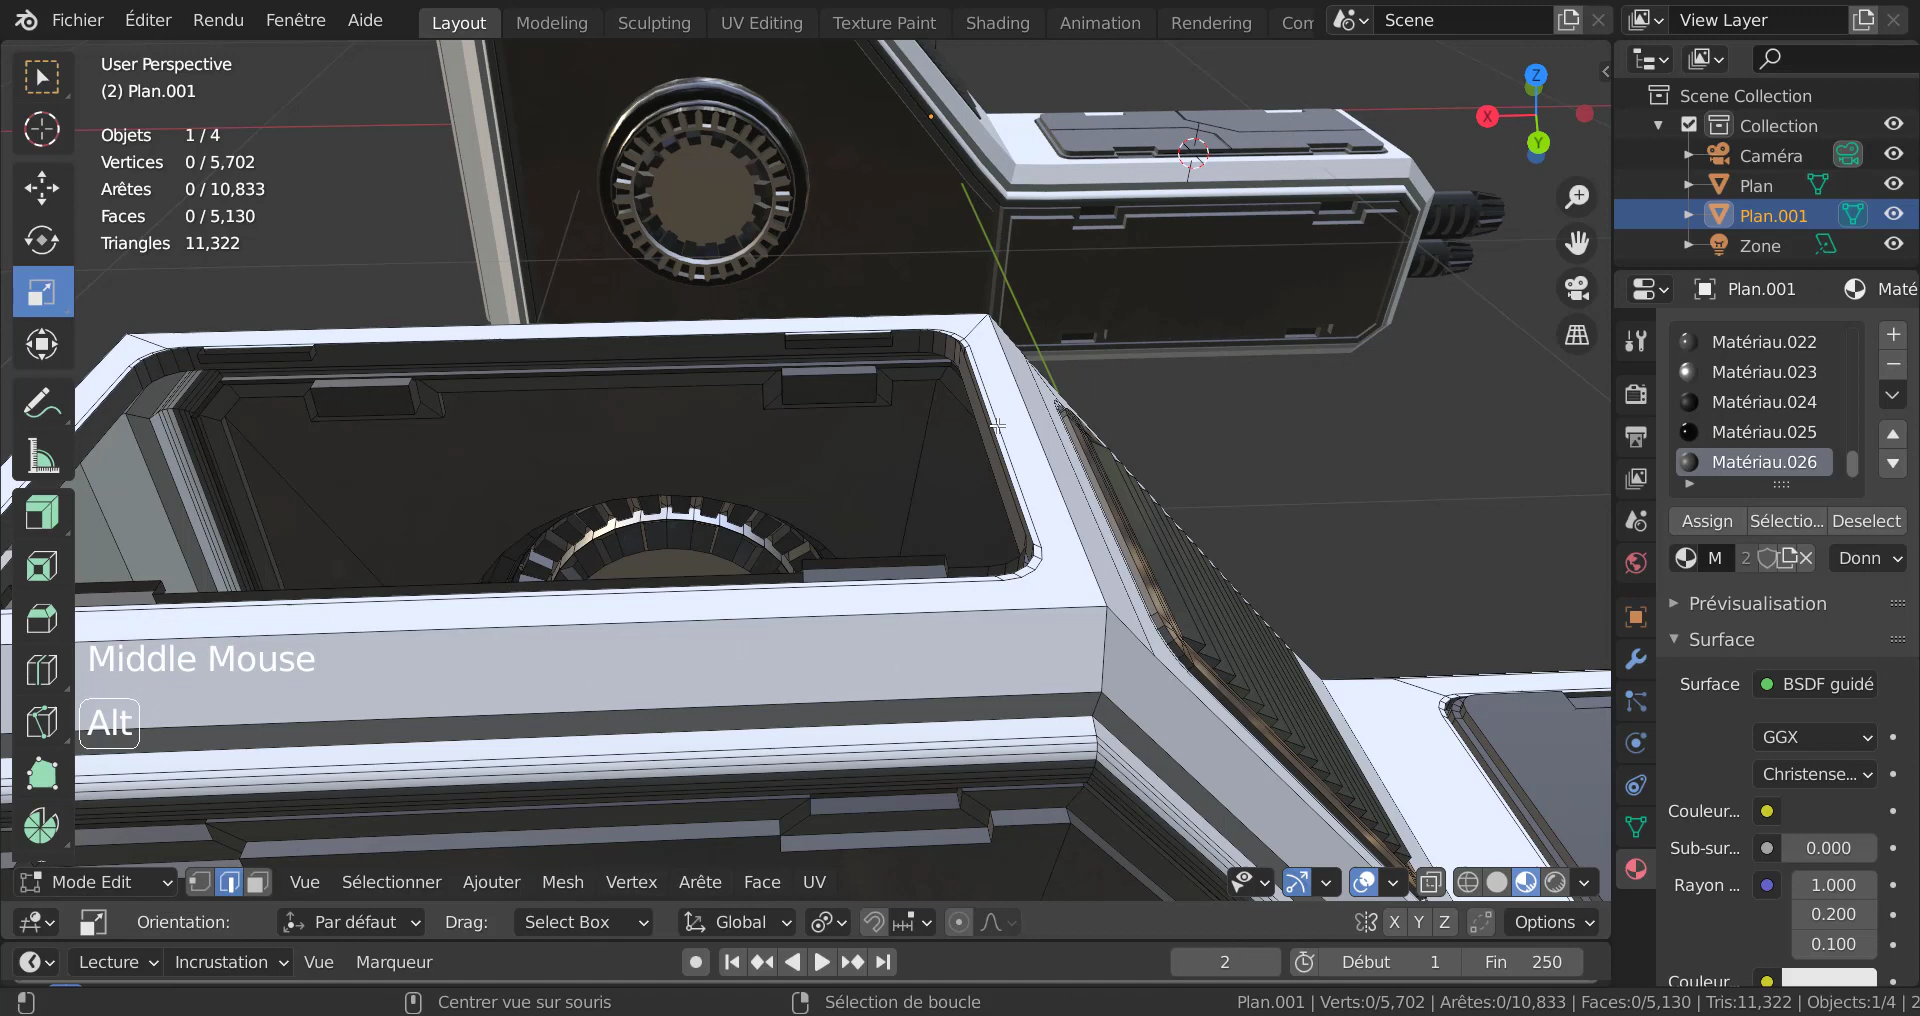 Fichier Éditer Rendu Fenêtre Aide Layout Modeling Sculpting UV Editing Texture Paint Shading Animation Rendering Scene View Layer
User Perspective
(2) Plan.001
Objets 1 / 4
Vertices 0 / 5,702
Arêtes 0 / 10,833
Faces 0 / 5,130
Triangles 11,322
Z
X
Y
Middle Mouse
Alt
Scene Collection
Collection
Caméra
Plan
Plan.001
Zone
Plan.001 Maté
Matériau.022
Matériau.023
Matériau.024
Matériau.025
Matériau.026
Assign Sélectio... Deselect
M 2 Donn
Prévisualisation
Surface
Surface BSDF guidé
GGX
Christense...
Couleur...
Sub-sur... 0.000
Rayon ... 1.000
0.200
0.100
Couleur...
Mode Edit Vue Sélectionner Ajouter Mesh Vertex Arête Face UV
Orientation: Par défaut Drag: Select Box Global X Y Z Options
Lecture Incrustation Vue Marqueur 2 Début 1 Fin 250
Centrer vue sur souris Sélection de boucle Plan.001 | Verts:0/5,702 | Arêtes:0/10,833 | Faces:0/5,130 | Tris:11,322 | Objects:1/4 | 2